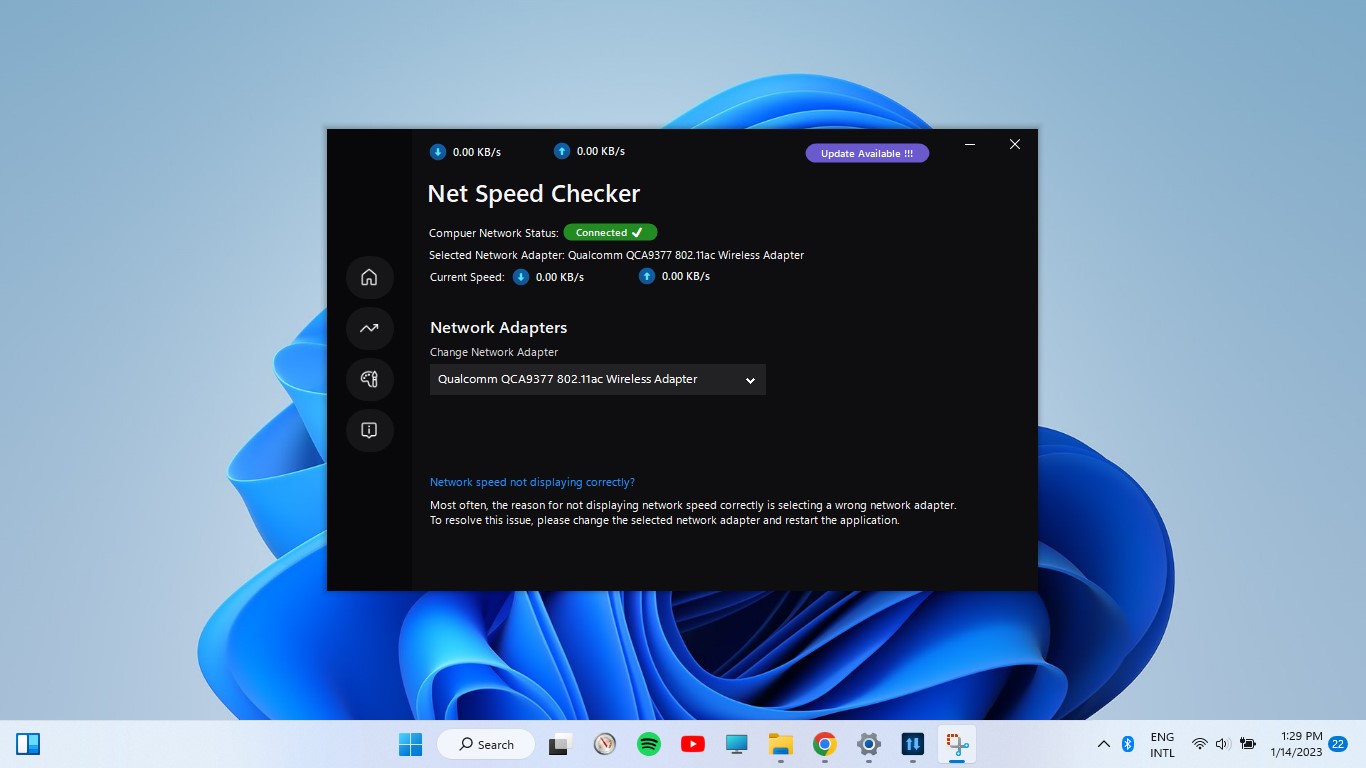 0.00 KB/s 0.00 KB/s Update Available !!!
Net Speed Checker
Compuer Network Status: Connected
Selected Network Adapter: Qualcomm QCA9377 802.11ac Wireless Adapter
Current Speed: 0.00 KB/s 0.00 KB/s
Network Adapters
Change Network Adapter
Qualcomm QCA9377 802.11ac Wireless Adapter
Network speed not displaying correctly?
Most often, the reason for not displaying network speed correctly is selecting a wrong network adapter.
To resolve this issue, please change the selected network adapter and restart the application.
Search
ENG
INTL
1:29 PM
1/14/2023
22